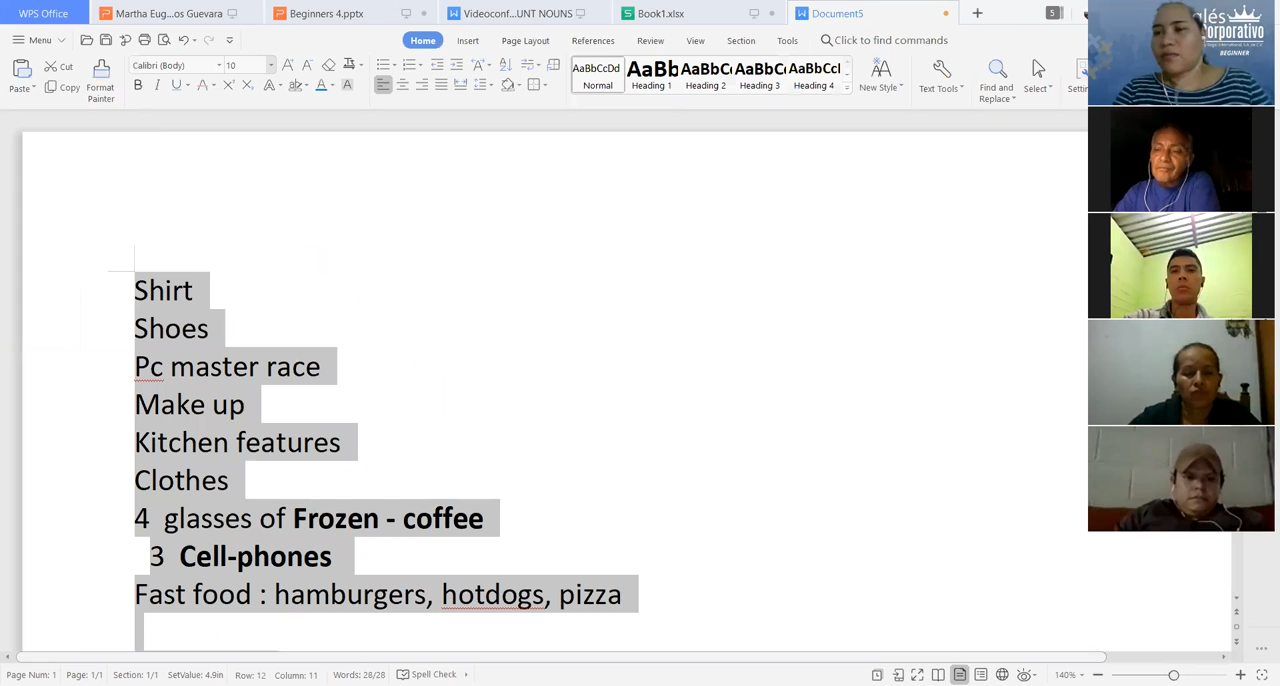 WPS Office
Martha Eug...os Guevara
Beginners 4.pptx
Videoconf...UNT NOUNS
Book1.xlsx
Document5
5
Menu
Home
Insert
Page Layout
References
Review
View
Section
Tools
Click to find commands
Paste
Cut
Copy
Format Painter
Calibri (Body)
10
AaBbCcDd
Normal
AaBb
Heading 1
AaBbC
Heading 2
AaBbC
Heading 3
AaBbCcI
Heading 4
New Style
Text Tools
Find and Replace
Select
glés
orporativo
BEGINNER
Shirt
Shoes
Pc master race
Make up
Kitchen features
Clothes
4 glasses of Frozen - coffee
3 Cell-phones
Fast food : hamburgers, hotdogs, pizza
Page Num: 1
Page: 1/1
Section: 1/1
SetValue: 4.9in
Row: 12
Column: 11
Words: 28/28
Spell Check
140%